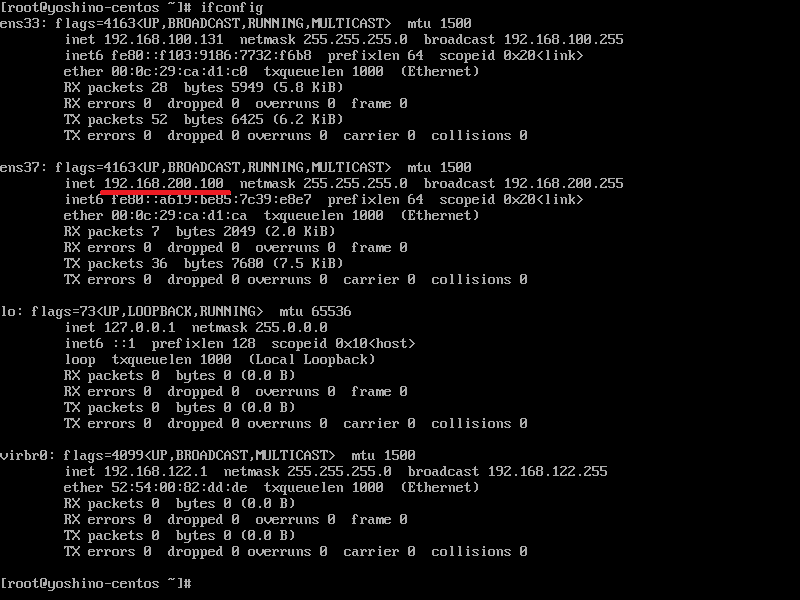 [root@yoshino-centos ~]# ifconfig
ens33: flags=4163<UP,BROADCAST,RUNNING,MULTICAST>  mtu 1500
        inet 192.168.100.131  netmask 255.255.255.0  broadcast 192.168.100.255
        inet6 fe80::f103:9186:7732:f6b8  prefixlen 64  scopeid 0x20<link>
        ether 00:0c:29:ca:d1:c0  txqueuelen 1000  (Ethernet)
        RX packets 28  bytes 5949 (5.8 KiB)
        RX errors 0  dropped 0  overruns 0  frame 0
        TX packets 52  bytes 6425 (6.2 KiB)
        TX errors 0  dropped 0 overruns 0  carrier 0  collisions 0

ens37: flags=4163<UP,BROADCAST,RUNNING,MULTICAST>  mtu 1500
        inet 192.168.200.100  netmask 255.255.255.0  broadcast 192.168.200.255
        inet6 fe80::a619:be85:7c39:e8e7  prefixlen 64  scopeid 0x20<link>
        ether 00:0c:29:ca:d1:ca  txqueuelen 1000  (Ethernet)
        RX packets 7  bytes 2049 (2.0 KiB)
        RX errors 0  dropped 0  overruns 0  frame 0
        TX packets 36  bytes 7680 (7.5 KiB)
        TX errors 0  dropped 0 overruns 0  carrier 0  collisions 0

lo: flags=73<UP,LOOPBACK,RUNNING>  mtu 65536
        inet 127.0.0.1  netmask 255.0.0.0
        inet6 ::1  prefixlen 128  scopeid 0x10<host>
        loop  txqueuelen 1000  (Local Loopback)
        RX packets 0  bytes 0 (0.0 B)
        RX errors 0  dropped 0  overruns 0  frame 0
        TX packets 0  bytes 0 (0.0 B)
        TX errors 0  dropped 0 overruns 0  carrier 0  collisions 0

virbr0: flags=4099<UP,BROADCAST,MULTICAST>  mtu 1500
        inet 192.168.122.1  netmask 255.255.255.0  broadcast 192.168.122.255
        ether 52:54:00:82:dd:de  txqueuelen 1000  (Ethernet)
        RX packets 0  bytes 0 (0.0 B)
        RX errors 0  dropped 0  overruns 0  frame 0
        TX packets 0  bytes 0 (0.0 B)
        TX errors 0  dropped 0 overruns 0  carrier 0  collisions 0

[root@yoshino-centos ~]#